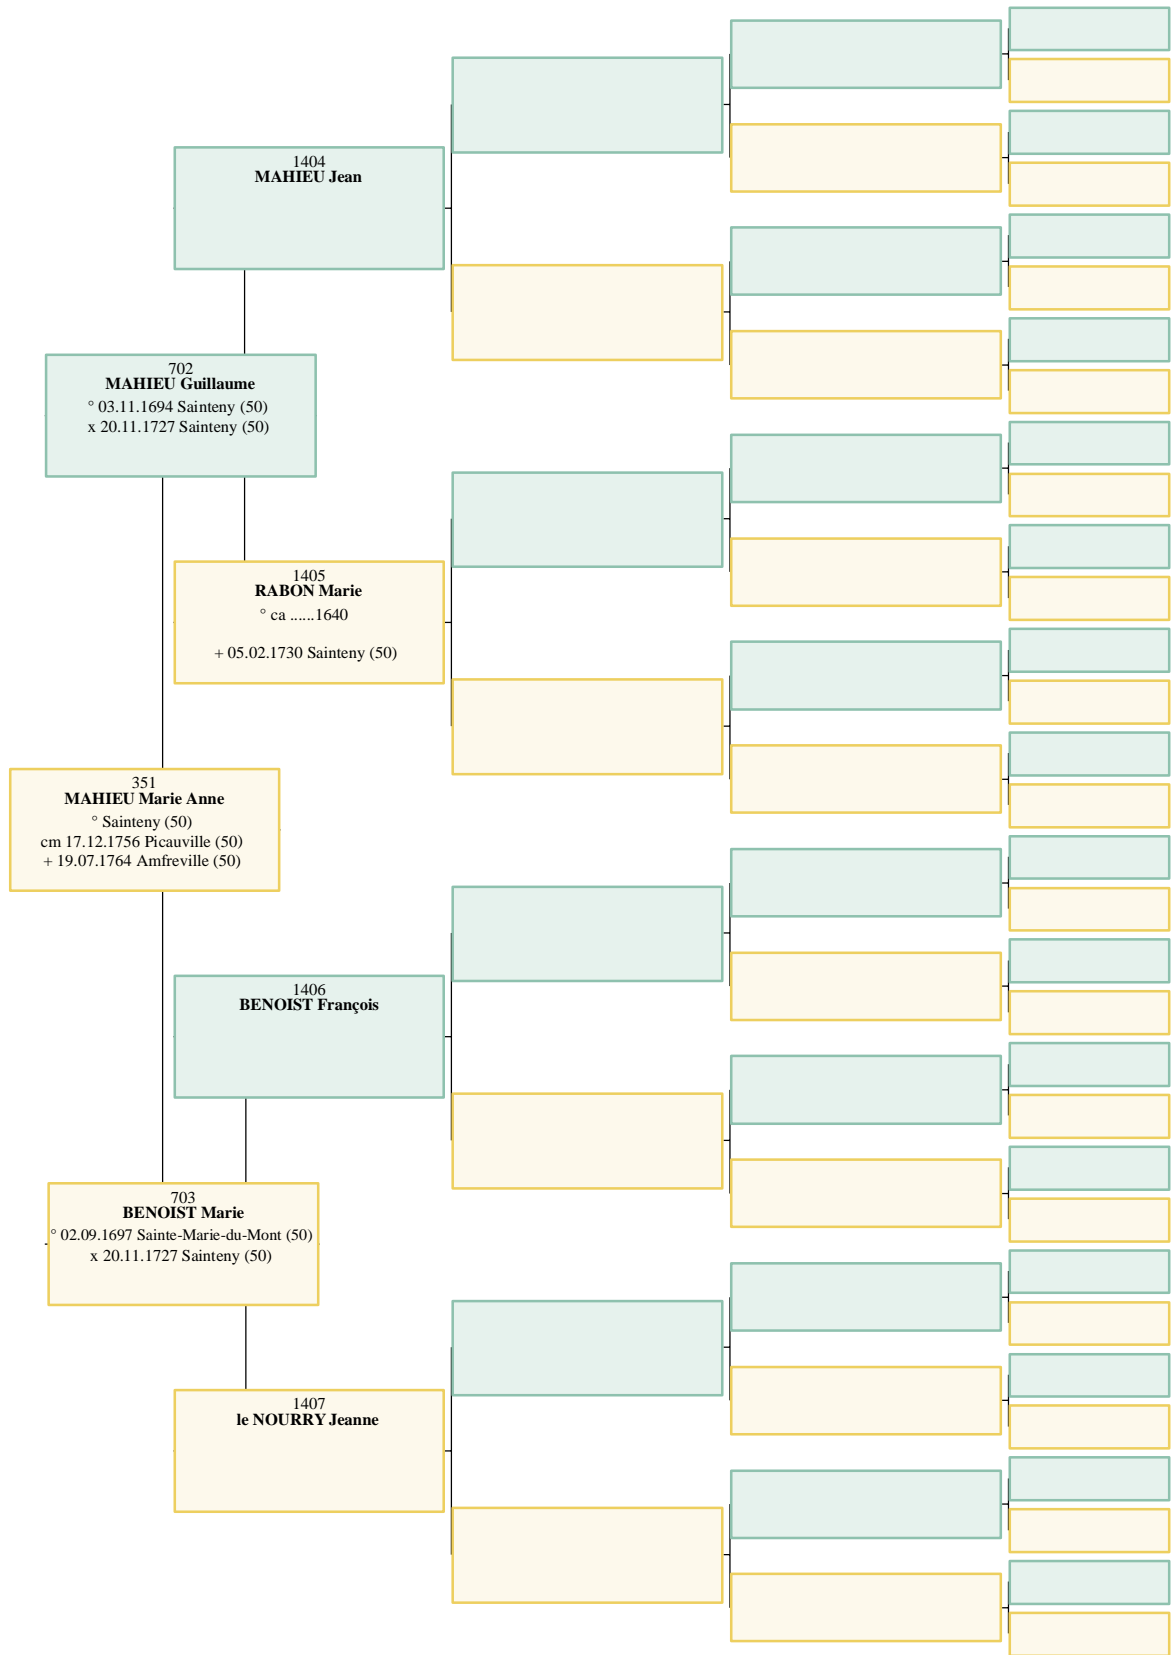 1404
MAHIEU Jean
702
MAHIEU Guillaume
° 03.11.1694 Sainteny (50)
x 20.11.1727 Sainteny (50)
1405
RABON Marie
° ca ......1640
+ 05.02.1730 Sainteny (50)
351
MAHIEU Marie Anne
° Sainteny (50)
cm 17.12.1756 Picauville (50)
+ 19.07.1764 Amfreville (50)
1406
BENOIST François
703
BENOIST Marie
° 02.09.1697 Sainte-Marie-du-Mont (50)
x 20.11.1727 Sainteny (50)
1407
le NOURRY Jeanne